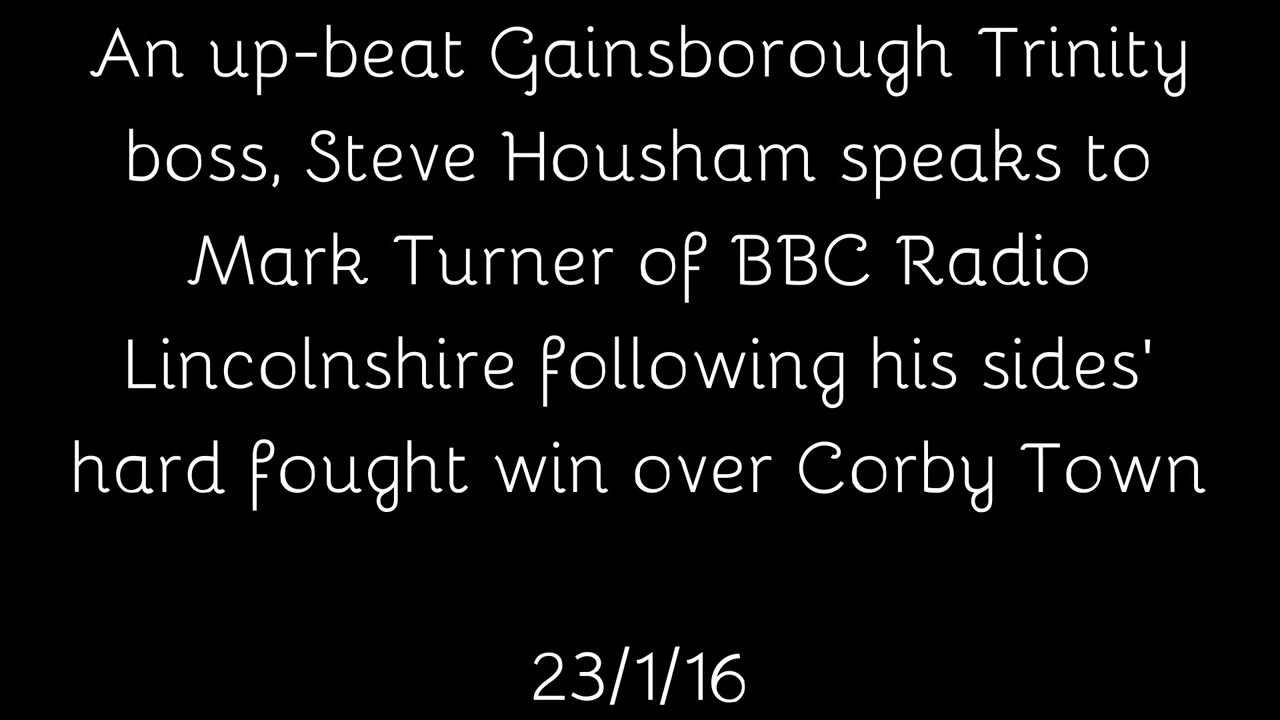 An up-beat Gainsborough Trinity
boss, Steve Housham speaks to
Mark Turner of BBC Radio
Lincolnshire following his sides'
hard fought win over Corby Town
23/1/16